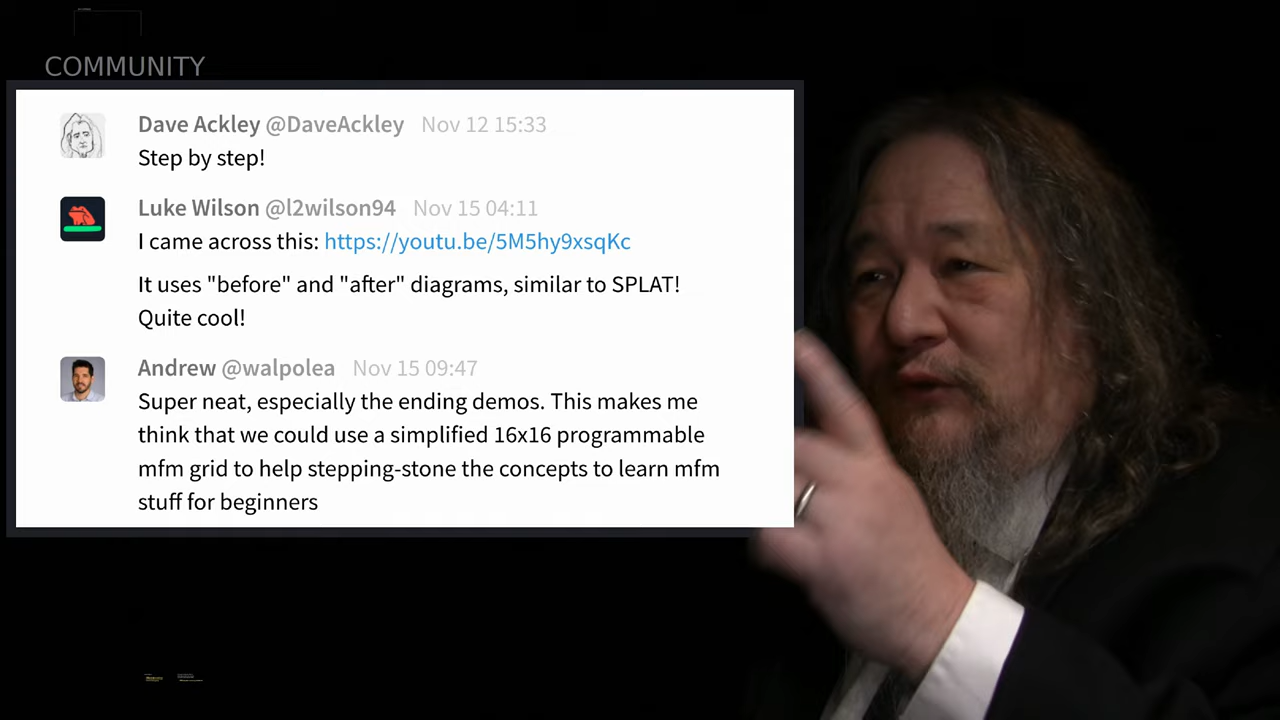 COMMUNITY
Dave Ackley @DaveAckley Nov 12 15:33
Step by step!
Luke Wilson @l2wilson94 Nov 15 04:11
I came across this: https://youtu.be/5M5hy9xsqKc
It uses "before" and "after" diagrams, similar to SPLAT!
Quite cool!
Andrew @walpolea Nov 15 09:47
Super neat, especially the ending demos. This makes me
think that we could use a simplified 16x16 programmable
mfm grid to help stepping-stone the concepts to learn mfm
stuff for beginners